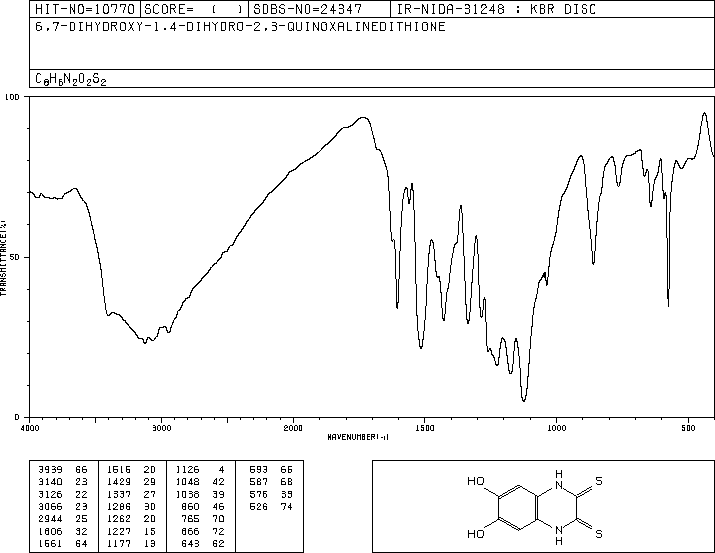 HIT-NO=10770 SCORE= ( ) SDBS-NO=24347 IR-NIDA-31248 : KBR DISC
6,7-DIHYDROXY-1,4-DIHYDRO-2,3-QUINOXALINEDITHIONE
C8H6N2O2S2
100
50
0
TRANSMITTANCE(%)
4000 3000 2000 1500 1000 500
WAVENUMBER(-1)
3939 66 1516 20 1126 4 593 66
3140 23 1429 29 1048 42 587 68
3126 22 1337 27 1038 39 576 33
3066 23 1286 30 860 46 526 74
2944 25 1262 20 765 70
1606 32 1227 15 666 72
1561 64 1177 13 643 62
H
HO N S
HO N S
H